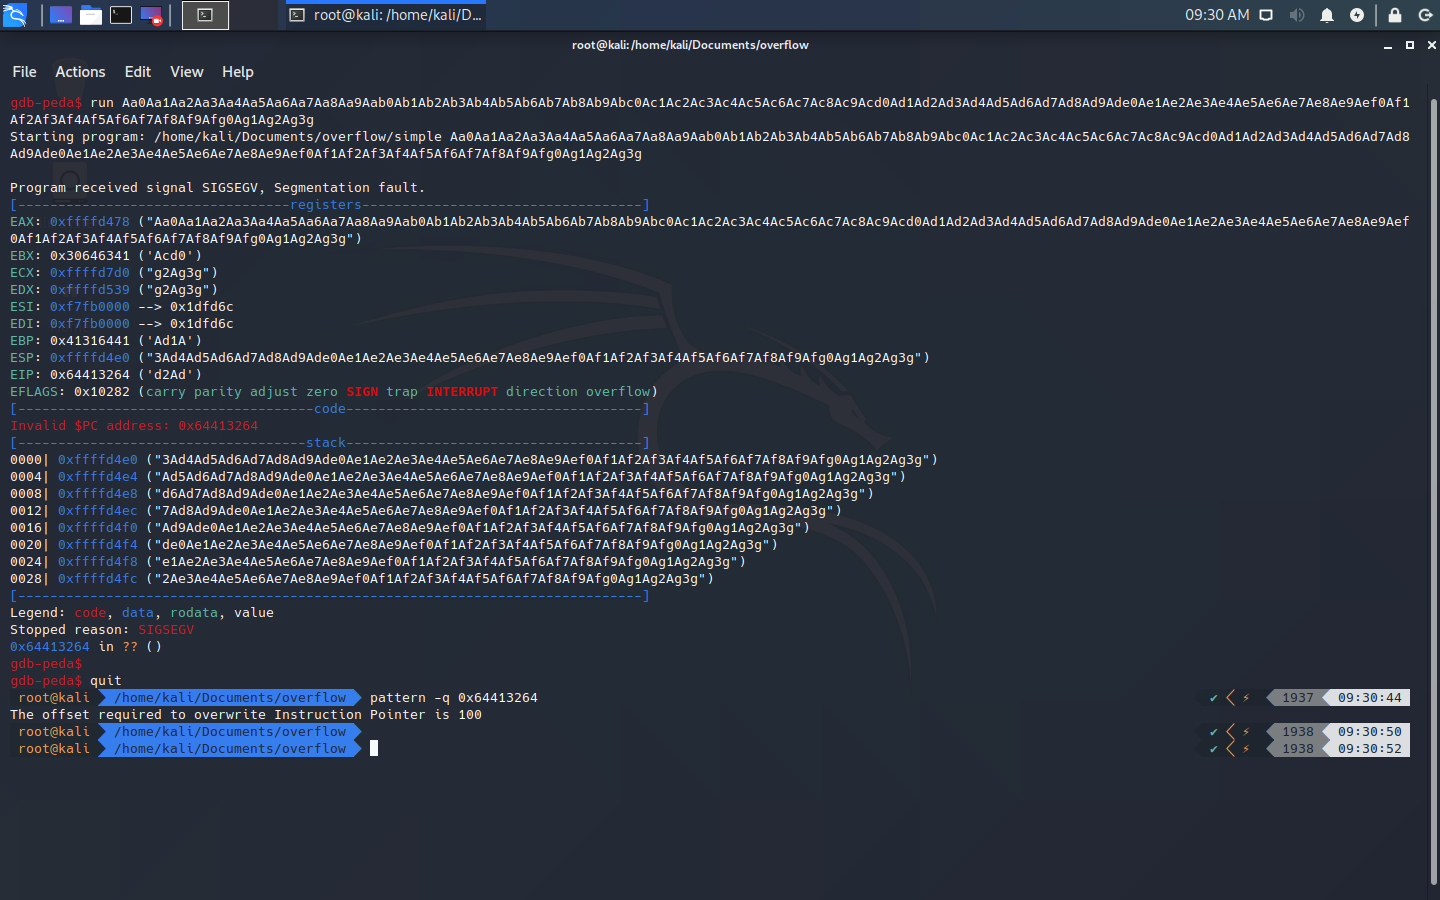 root@kali: /home/kali/D...
09:30 AM
root@kali: /home/kali/Documents/overflow
File Actions Edit View Help
gdb-peda$ run Aa0Aa1Aa2Aa3Aa4Aa5Aa6Aa7Aa8Aa9Aab0Ab1Ab2Ab3Ab4Ab5Ab6Ab7Ab8Ab9Abc0Ac1Ac2Ac3Ac4Ac5Ac6Ac7Ac8Ac9Acd0Ad1Ad2Ad3Ad4Ad5Ad6Ad7Ad8Ad9Ade0Ae1Ae2Ae3Ae4Ae5Ae6Ae7Ae8Ae9Aef0Af1
Af2Af3Af4Af5Af6Af7Af8Af9Afg0Ag1Ag2Ag3g
Starting program: /home/kali/Documents/overflow/simple Aa0Aa1Aa2Aa3Aa4Aa5Aa6Aa7Aa8Aa9Aab0Ab1Ab2Ab3Ab4Ab5Ab6Ab7Ab8Ab9Abc0Ac1Ac2Ac3Ac4Ac5Ac6Ac7Ac8Ac9Acd0Ad1Ad2Ad3Ad4Ad5Ad6Ad7Ad8
Ad9Ade0Ae1Ae2Ae3Ae4Ae5Ae6Ae7Ae8Ae9Aef0Af1Af2Af3Af4Af5Af6Af7Af8Af9Afg0Ag1Ag2Ag3g
Program received signal SIGSEGV, Segmentation fault.
[----------------------------------registers-----------------------------------]
EAX: 0xffffd478 ("Aa0Aa1Aa2Aa3Aa4Aa5Aa6Aa7Aa8Aa9Aab0Ab1Ab2Ab3Ab4Ab5Ab6Ab7Ab8Ab9Abc0Ac1Ac2Ac3Ac4Ac5Ac6Ac7Ac8Ac9Acd0Ad1Ad2Ad3Ad4Ad5Ad6Ad7Ad8Ad9Ade0Ae1Ae2Ae3Ae4Ae5Ae6Ae7Ae8Ae9Aef
0Af1Af2Af3Af4Af5Af6Af7Af8Af9Afg0Ag1Ag2Ag3g")
EBX: 0x30646341 ('Acd0')
ECX: 0xffffd7d0 ("g2Ag3g")
EDX: 0xffffd539 ("g2Ag3g")
ESI: 0xf7fb0000 --> 0x1dfd6c
EDI: 0xf7fb0000 --> 0x1dfd6c
EBP: 0x41316441 ('Ad1A')
ESP: 0xffffd4e0 ("3Ad4Ad5Ad6Ad7Ad8Ad9Ade0Ae1Ae2Ae3Ae4Ae5Ae6Ae7Ae8Ae9Aef0Af1Af2Af3Af4Af5Af6Af7Af8Af9Afg0Ag1Ag2Ag3g")
EIP: 0x64413264 ('d2Ad')
EFLAGS: 0x10282 (carry parity adjust zero SIGN trap INTERRUPT direction overflow)
[-------------------------------------code-------------------------------------]
Invalid $PC address: 0x64413264
[------------------------------------stack-------------------------------------]
0000| 0xffffd4e0 ("3Ad4Ad5Ad6Ad7Ad8Ad9Ade0Ae1Ae2Ae3Ae4Ae5Ae6Ae7Ae8Ae9Aef0Af1Af2Af3Af4Af5Af6Af7Af8Af9Afg0Ag1Ag2Ag3g")
0004| 0xffffd4e4 ("Ad5Ad6Ad7Ad8Ad9Ade0Ae1Ae2Ae3Ae4Ae5Ae6Ae7Ae8Ae9Aef0Af1Af2Af3Af4Af5Af6Af7Af8Af9Afg0Ag1Ag2Ag3g")
0008| 0xffffd4e8 ("d6Ad7Ad8Ad9Ade0Ae1Ae2Ae3Ae4Ae5Ae6Ae7Ae8Ae9Aef0Af1Af2Af3Af4Af5Af6Af7Af8Af9Afg0Ag1Ag2Ag3g")
0012| 0xffffd4ec ("7Ad8Ad9Ade0Ae1Ae2Ae3Ae4Ae5Ae6Ae7Ae8Ae9Aef0Af1Af2Af3Af4Af5Af6Af7Af8Af9Afg0Ag1Ag2Ag3g")
0016| 0xffffd4f0 ("Ad9Ade0Ae1Ae2Ae3Ae4Ae5Ae6Ae7Ae8Ae9Aef0Af1Af2Af3Af4Af5Af6Af7Af8Af9Afg0Ag1Ag2Ag3g")
0020| 0xffffd4f4 ("de0Ae1Ae2Ae3Ae4Ae5Ae6Ae7Ae8Ae9Aef0Af1Af2Af3Af4Af5Af6Af7Af8Af9Afg0Ag1Ag2Ag3g")
0024| 0xffffd4f8 ("e1Ae2Ae3Ae4Ae5Ae6Ae7Ae8Ae9Aef0Af1Af2Af3Af4Af5Af6Af7Af8Af9Afg0Ag1Ag2Ag3g")
0028| 0xffffd4fc ("2Ae3Ae4Ae5Ae6Ae7Ae8Ae9Aef0Af1Af2Af3Af4Af5Af6Af7Af8Af9Afg0Ag1Ag2Ag3g")
[------------------------------------------------------------------------------]
Legend: code, data, rodata, value
Stopped reason: SIGSEGV
0x64413264 in ?? ()
gdb-peda$
gdb-peda$ quit
root@kali /home/kali/Documents/overflow pattern -q 0x64413264 ✔ 1937 09:30:44
The offset required to overwrite Instruction Pointer is 100
root@kali /home/kali/Documents/overflow ✔ 1938 09:30:50
root@kali /home/kali/Documents/overflow ✔ 1938 09:30:52